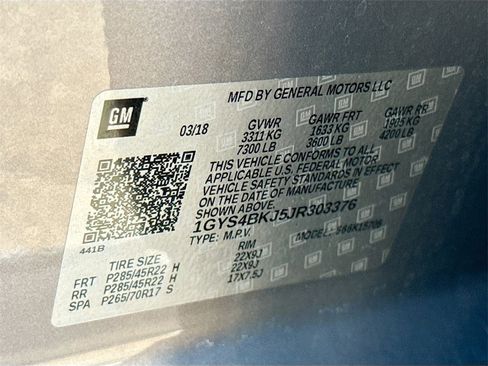 GM
MFD BY GENERAL MOTORS LLC
03/18 GVWR GAWR FRT GAWR RR
3311 KG 1633 KG 1905 KG
7300 LB 3600 LB 4200 LB
THIS VEHICLE CONFORMS TO ALL
APPLICABLE U.S. FEDERAL MOTOR
VEHICLE SAFETY STANDARDS IN EFFECT
ON THE DATE OF MANUFACTURE SHOWN ABOVE.
1GYS4BKJ5JR303376
TYPE: M.P.V.
441B
TIRE SIZE RIM
FRT P285/45R22 H 22X9J
RR P285/45R22 H 22X9J
SPA P265/70R17 S 17X7.5J